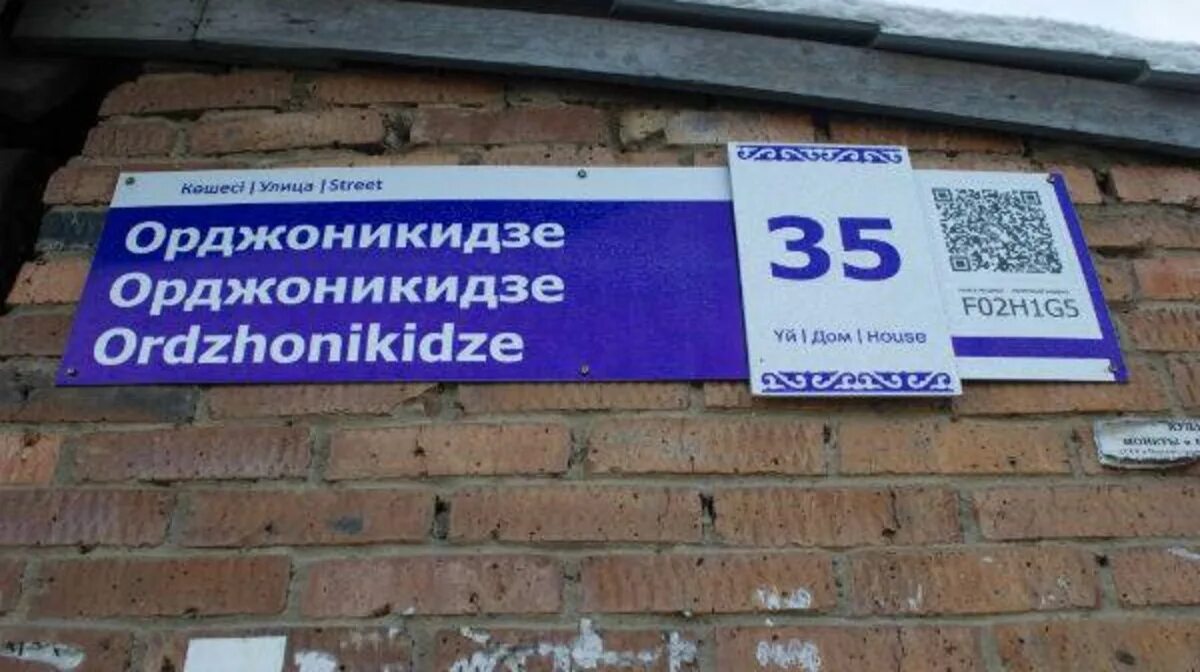 Көшесі | Улица | Street
Орджоникидзе
Орджоникидзе
Ordzhonikidze
35
Үй | Дом | House
F02H1G5